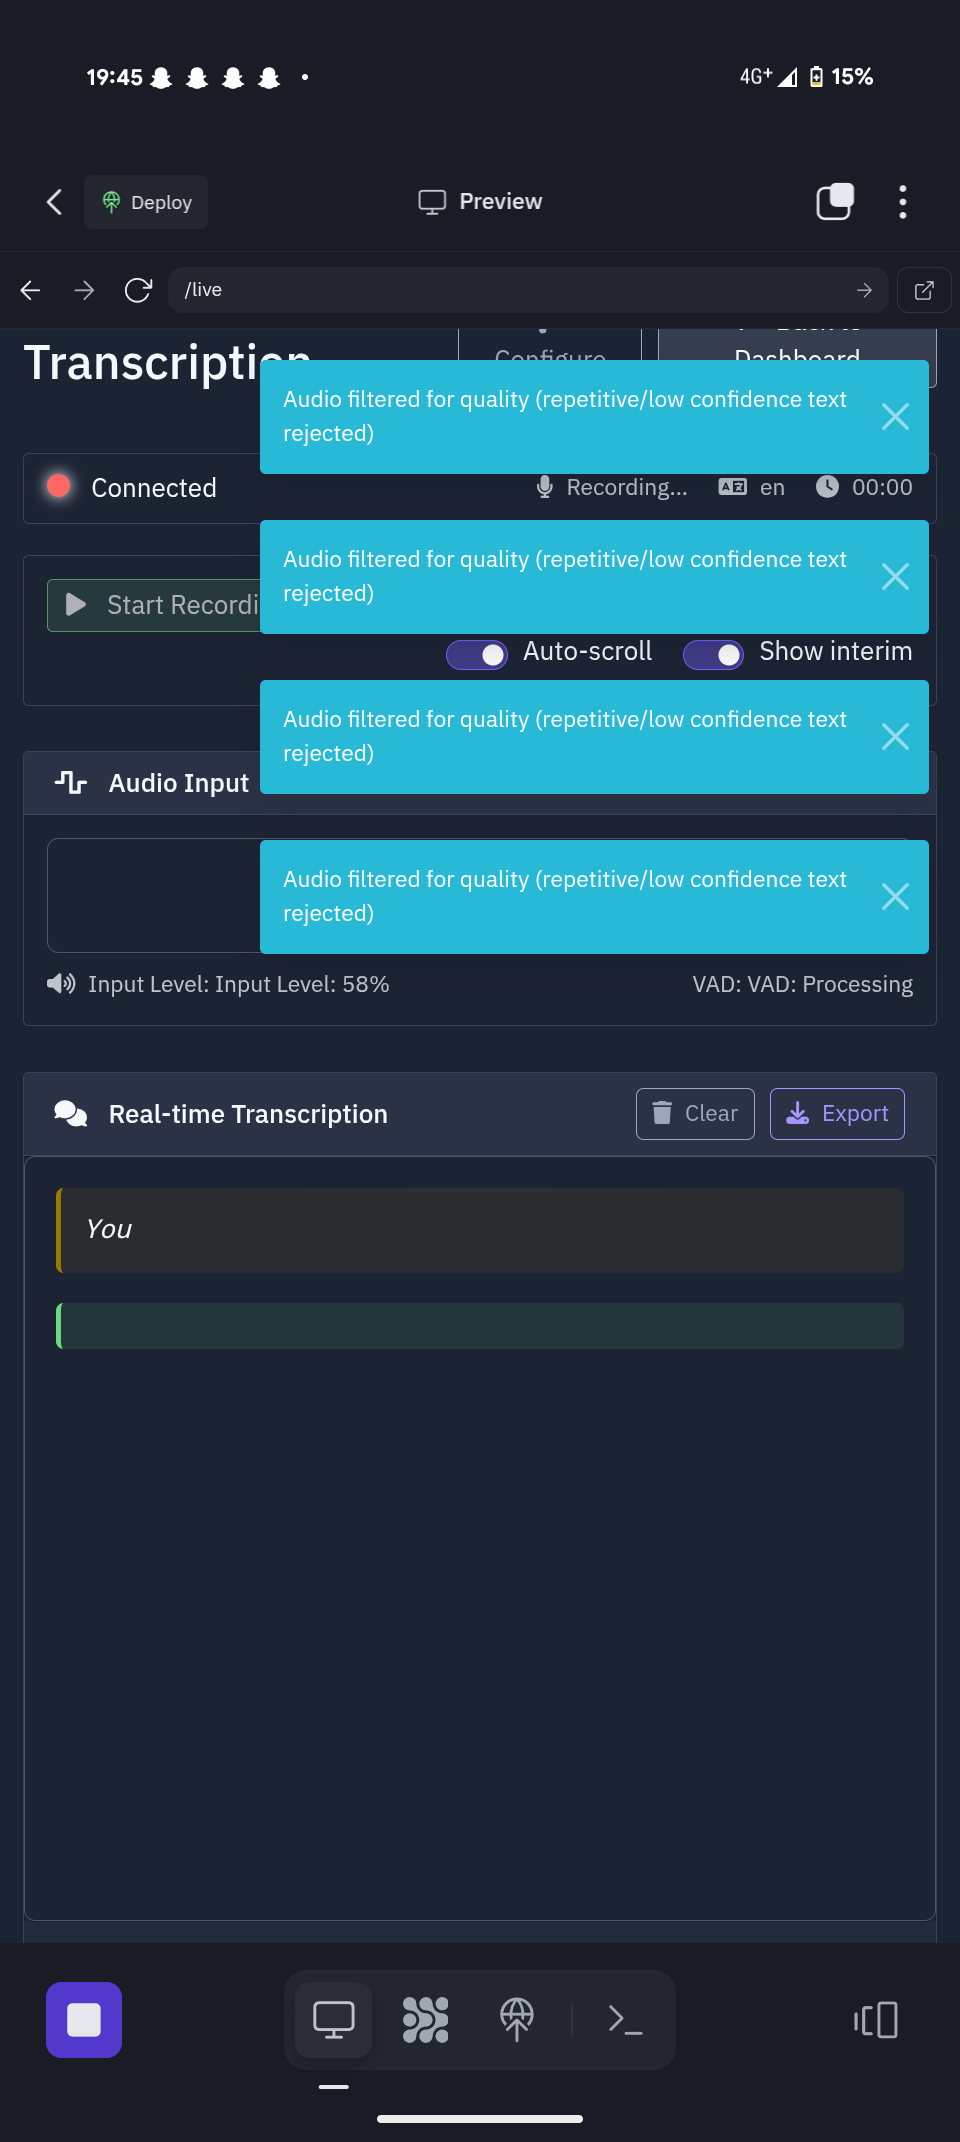 19:45
4G+
15%
Deploy
Preview
/live
Transcription
Configure
Back to
Dashboard
Audio filtered for quality (repetitive/low confidence text
rejected)
Connected
Recording...
en
00:00
Audio filtered for quality (repetitive/low confidence text
rejected)
Start Recordi
Auto-scroll
Show interim
Audio filtered for quality (repetitive/low confidence text
rejected)
Audio Input
Audio filtered for quality (repetitive/low confidence text
rejected)
Input Level: Input Level: 58%
VAD: VAD: Processing
Real-time Transcription
Clear
Export
You